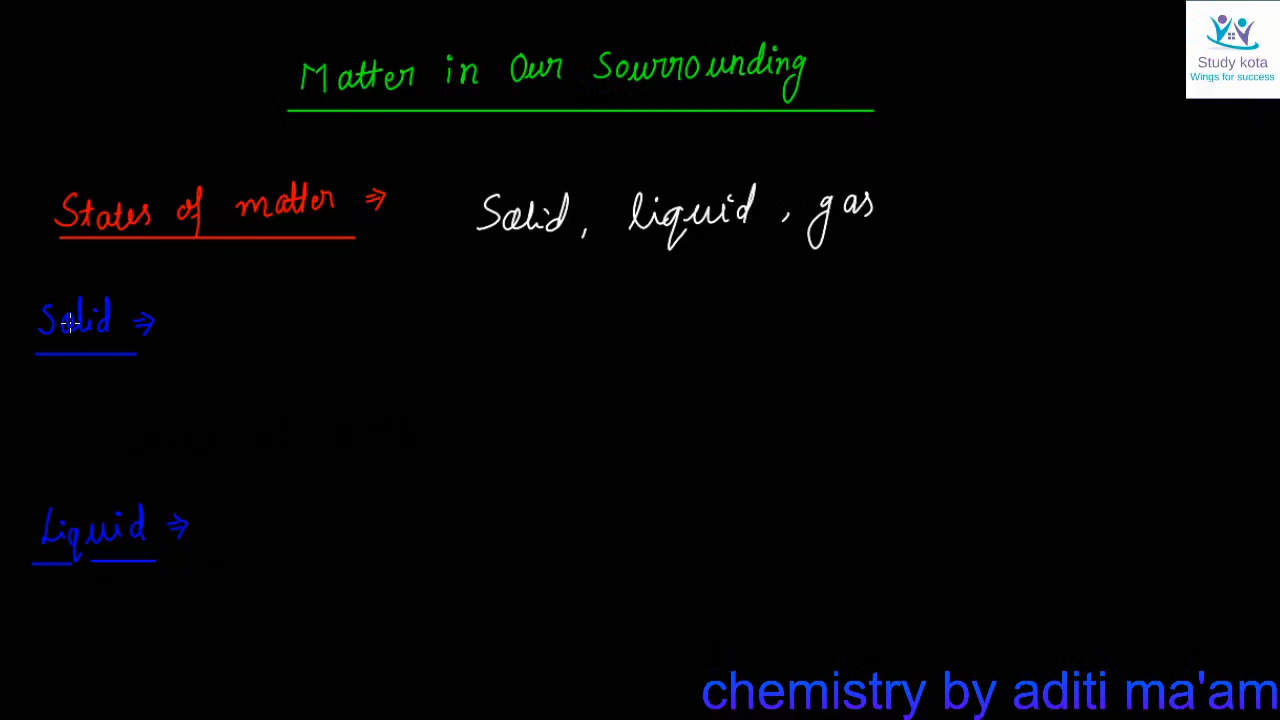 Matter in Our Sourrounding
Study kota
Wings for success
States of matter ⇒ Solid, liquid, gas
Solid ⇒
Liquid ⇒
chemistry by aditi ma'am